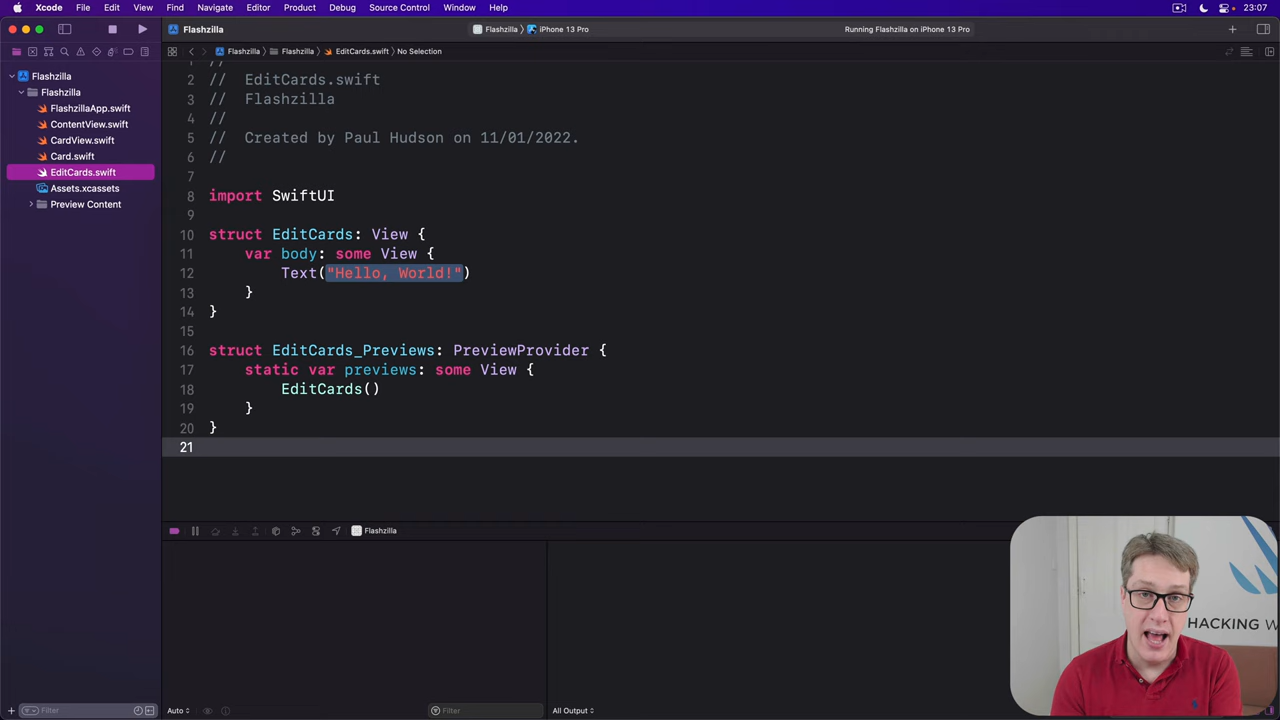 Xcode File Edit View Find Navigate Editor Product Debug Source Control Window Help 23:07
Flashzilla Flashzilla iPhone 13 Pro Running Flashzilla on iPhone 13 Pro
Flashzilla Flashzilla EditCards.swift No Selection
Flashzilla
Flashzilla
FlashzillaApp.swift
ContentView.swift
CardView.swift
Card.swift
EditCards.swift
Assets.xcassets
Preview Content
1 //
2 //  EditCards.swift
3 //  Flashzilla
4 //
5 //  Created by Paul Hudson on 11/01/2022.
6 //
7
8 import SwiftUI
9
10 struct EditCards: View {
11     var body: some View {
12         Text("Hello, World!")
13     }
14 }
15
16 struct EditCards_Previews: PreviewProvider {
17     static var previews: some View {
18         EditCards()
19     }
20 }
21
Flashzilla
HACKING W
Filter
Auto
Filter
All Output